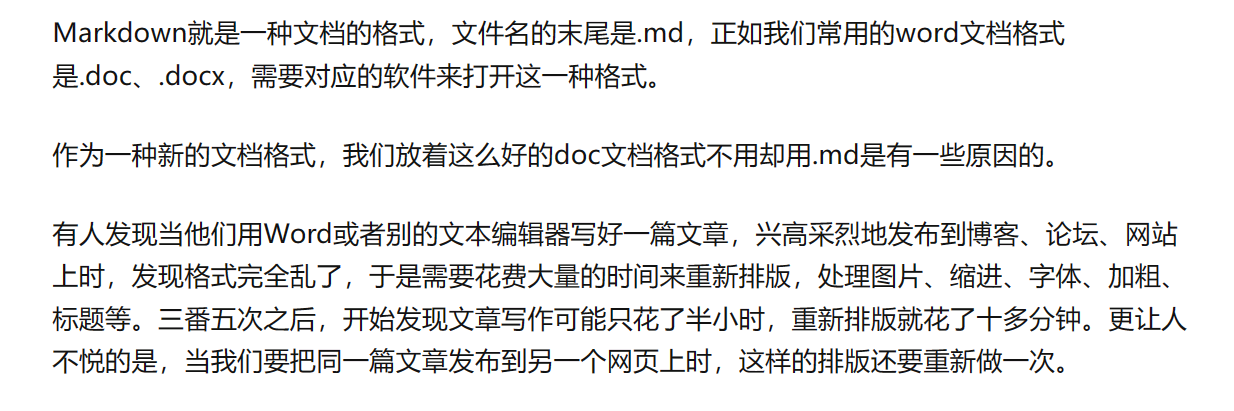 Markdown就是一种文档的格式，文件名的末尾是.md，正如我们常用的word文档格式
是.doc、.docx，需要对应的软件来打开这一种格式。
作为一种新的文档格式，我们放着这么好的doc文档格式不用却用.md是有一些原因的。
有人发现当他们用Word或者别的文本编辑器写好一篇文章，兴高采烈地发布到博客、论坛、网站
上时，发现格式完全乱了，于是需要花费大量的时间来重新排版，处理图片、缩进、字体、加粗、
标题等。三番五次之后，开始发现文章写作可能只花了半小时，重新排版就花了十多分钟。更让人
不悦的是，当我们要把同一篇文章发布到另一个网页上时，这样的排版还要重新做一次。